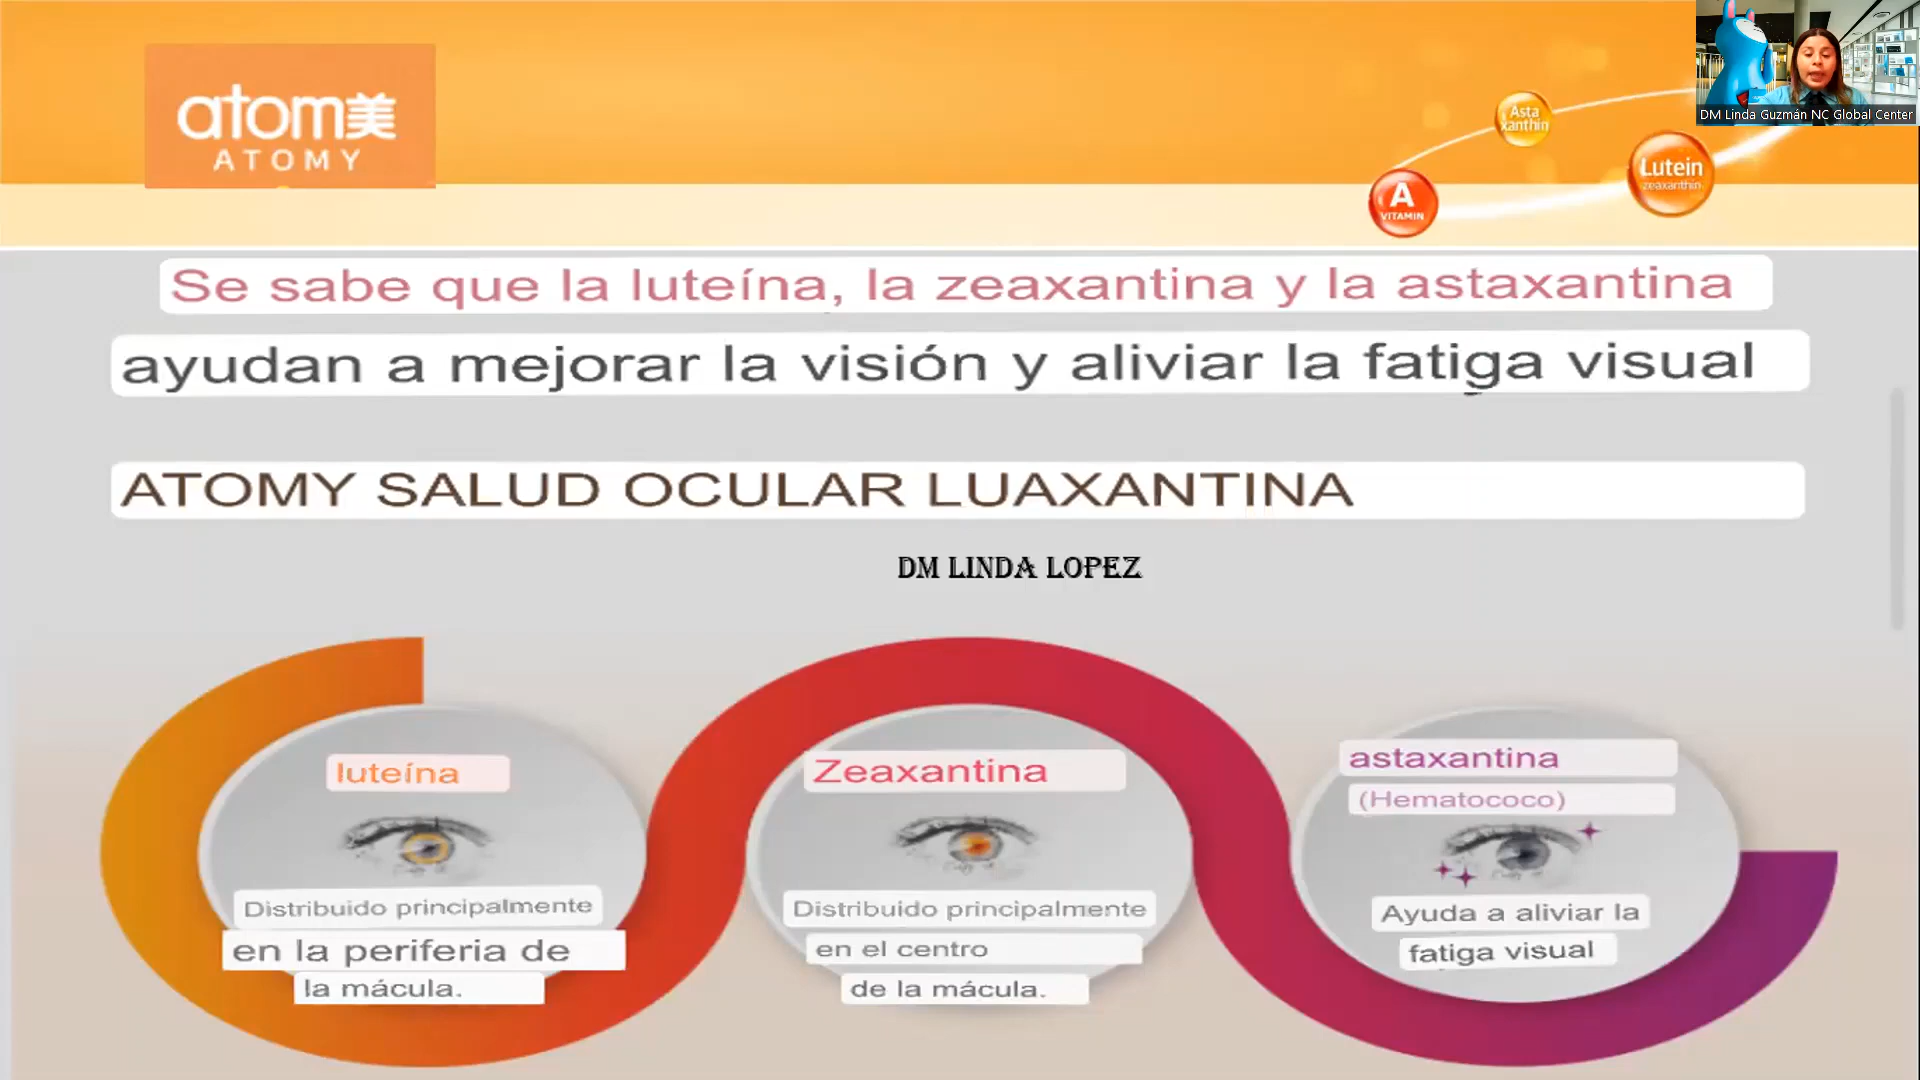 atom美
ATOMY
Asta
xanthin
Lutein
zeaxanthin
A
VITAMIN
DM Linda Guzmán NC Global Center
Se sabe que la luteína, la zeaxantina y la astaxantina
ayudan a mejorar la visión y aliviar la fatiga visual
ATOMY SALUD OCULAR LUAXANTINA
DM LINDA LOPEZ
luteína
Distribuido principalmente
en la periferia de
la mácula.
Zeaxantina
Distribuido principalmente
en el centro
de la mácula.
astaxantina
(Hematococo)
Ayuda a aliviar la
fatiga visual